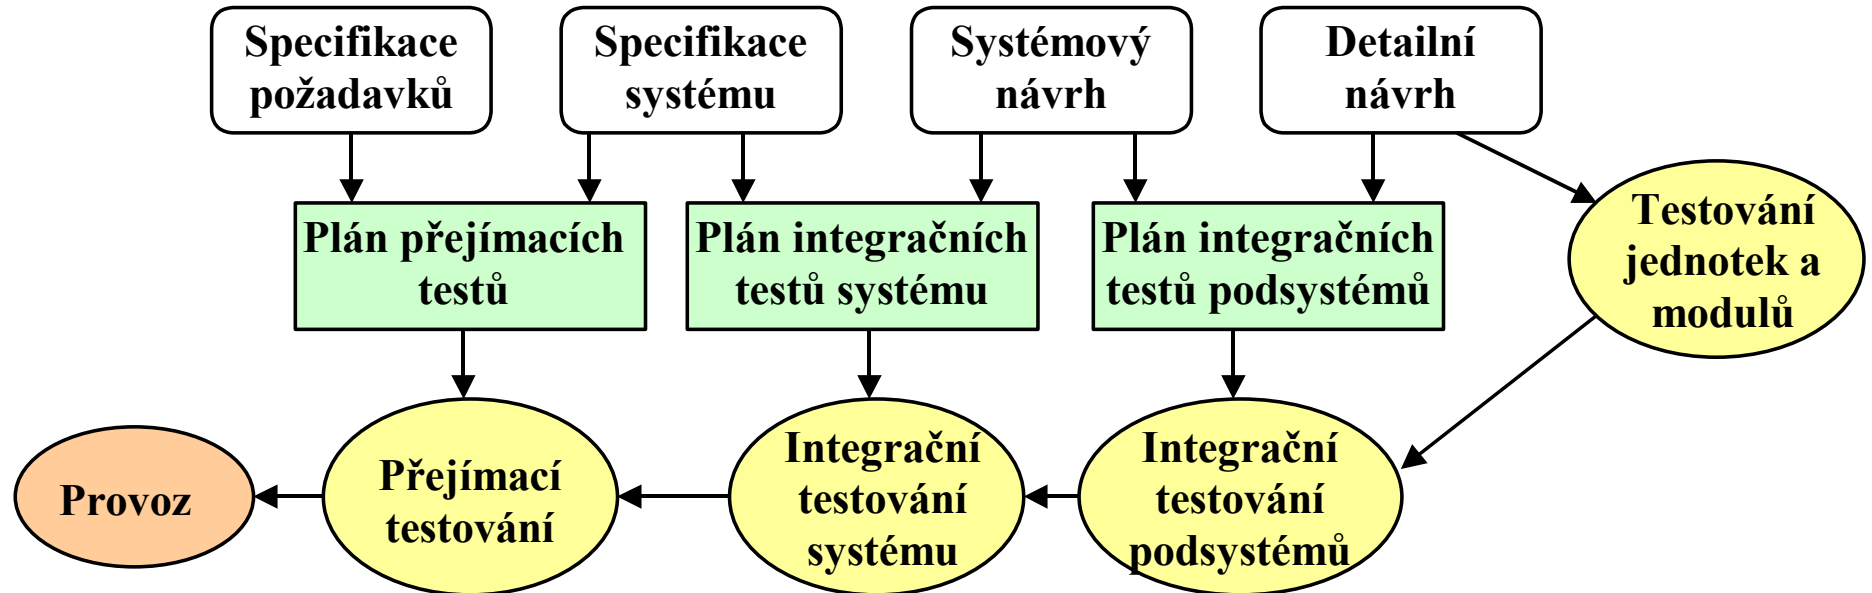 Specifikace
požadavků
Specifikace
systému
Systémový
návrh
Detailní
návrh
Plán přejímacích
testů
Plán integračních
testů systému
Plán integračních
testů podsystémů
Testování
jednotek a
modulů
Provoz
Přejímací
testování
Integrační
testování
systému
Integrační
testování
podsystémů